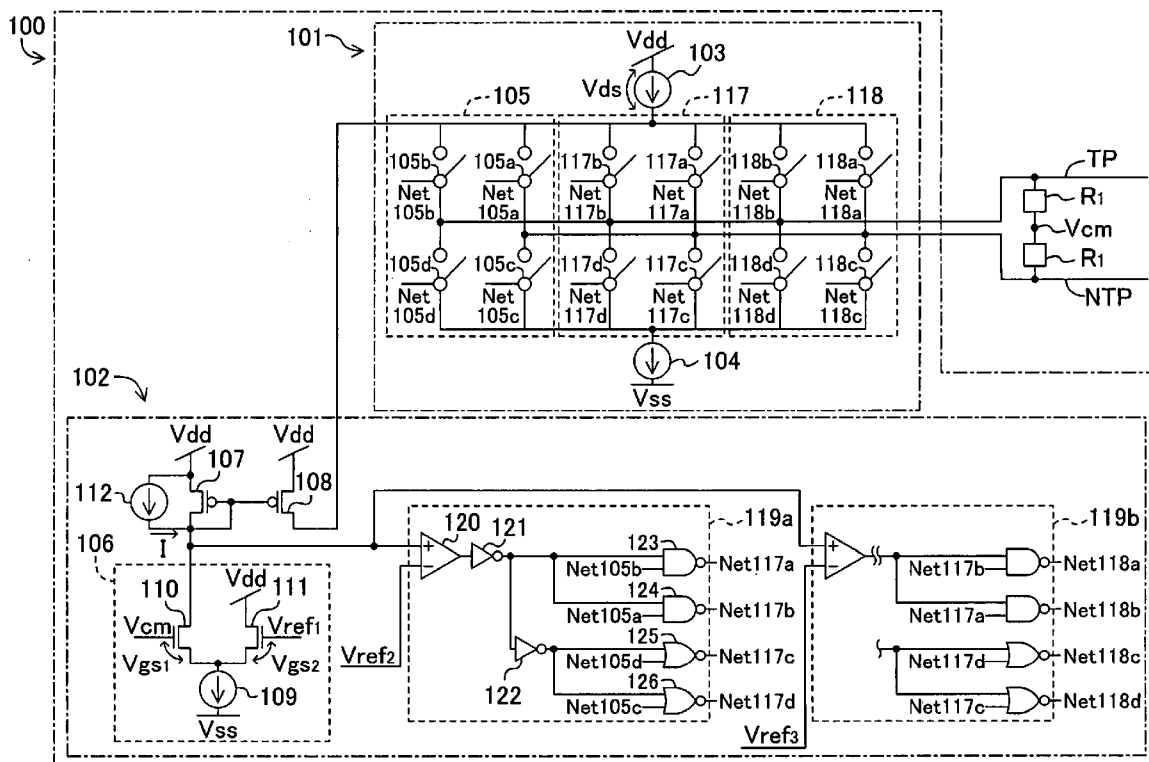 100
101
Vdd
103
Vds
105
117
118
105b
105a
117b
117a
118b
118a
Net 105b
Net 105a
Net 117b
Net 117a
Net 118b
Net 118a
TP
R1
Vcm
R1
NTP
105d
105c
117d
117c
118d
118c
Net 105d
Net 105c
Net 117d
Net 117c
Net 118d
Net 118c
104
Vss
102
Vdd
107
Vdd
108
112
I
106
110
Vdd
111
Vcm
Vref1
Vgs1
Vgs2
109
Vss
119a
120
121
+
−
Vref2
122
123
Net105b
Net117a
124
Net105a
Net117b
125
Net105d
Net117c
126
Net105c
Net117d
119b
+
−
Vref3
Net117b
Net118a
Net117a
Net118b
Net117d
Net118c
Net117c
Net118d